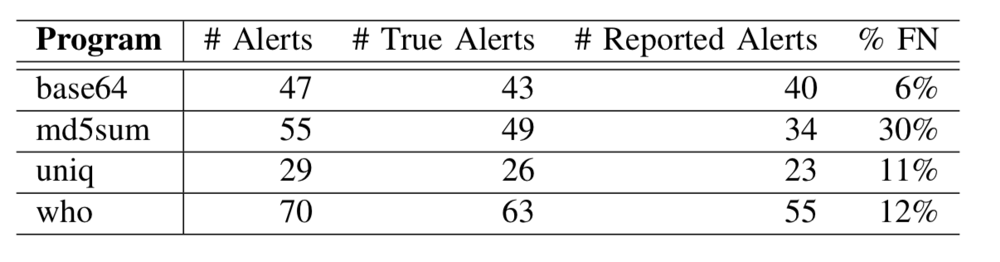 Program # Alerts # True Alerts # Reported Alerts % FN
base64 47 43 40 6%
md5sum 55 49 34 30%
uniq 29 26 23 11%
who 70 63 55 12%